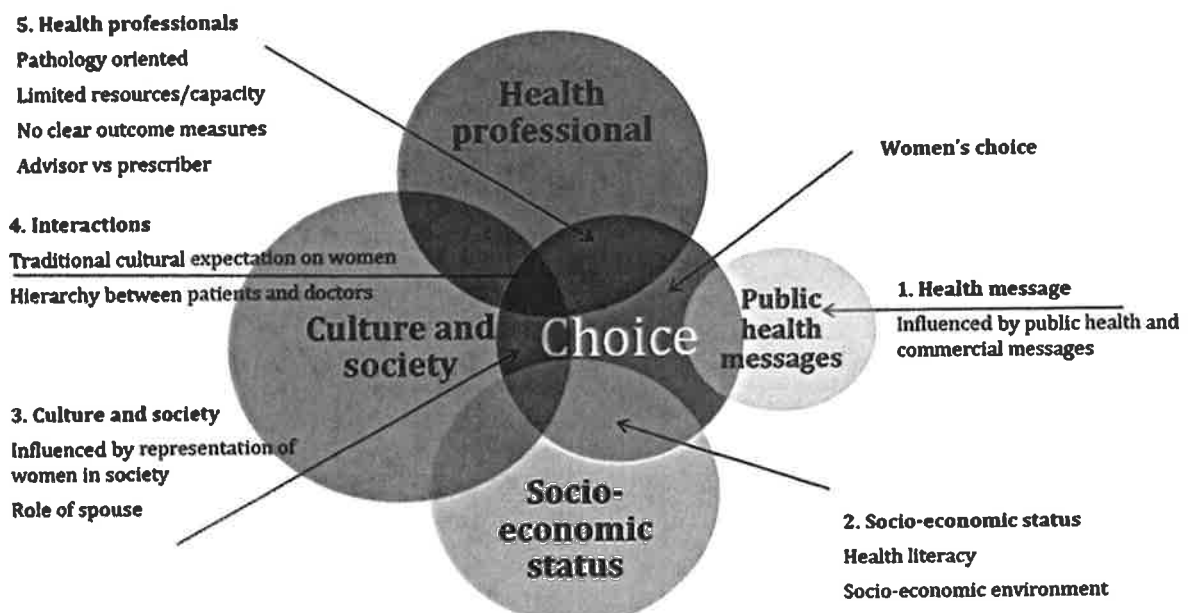 5. Health professionals
Pathology oriented
Limited resources/capacity
No clear outcome measures
Advisor vs prescriber
Health
professional
Women's choice
4. Interactions
Traditional cultural expectation on women
Hierarchy between patients and doctors
Culture and
society
Choice
Public
health
messages
1. Health message
Influenced by public health and
commercial messages
3. Culture and society
Influenced by representation of
women in society
Role of spouse
Socio-
economic
status
2. Socio-economic status
Health literacy
Socio-economic environment